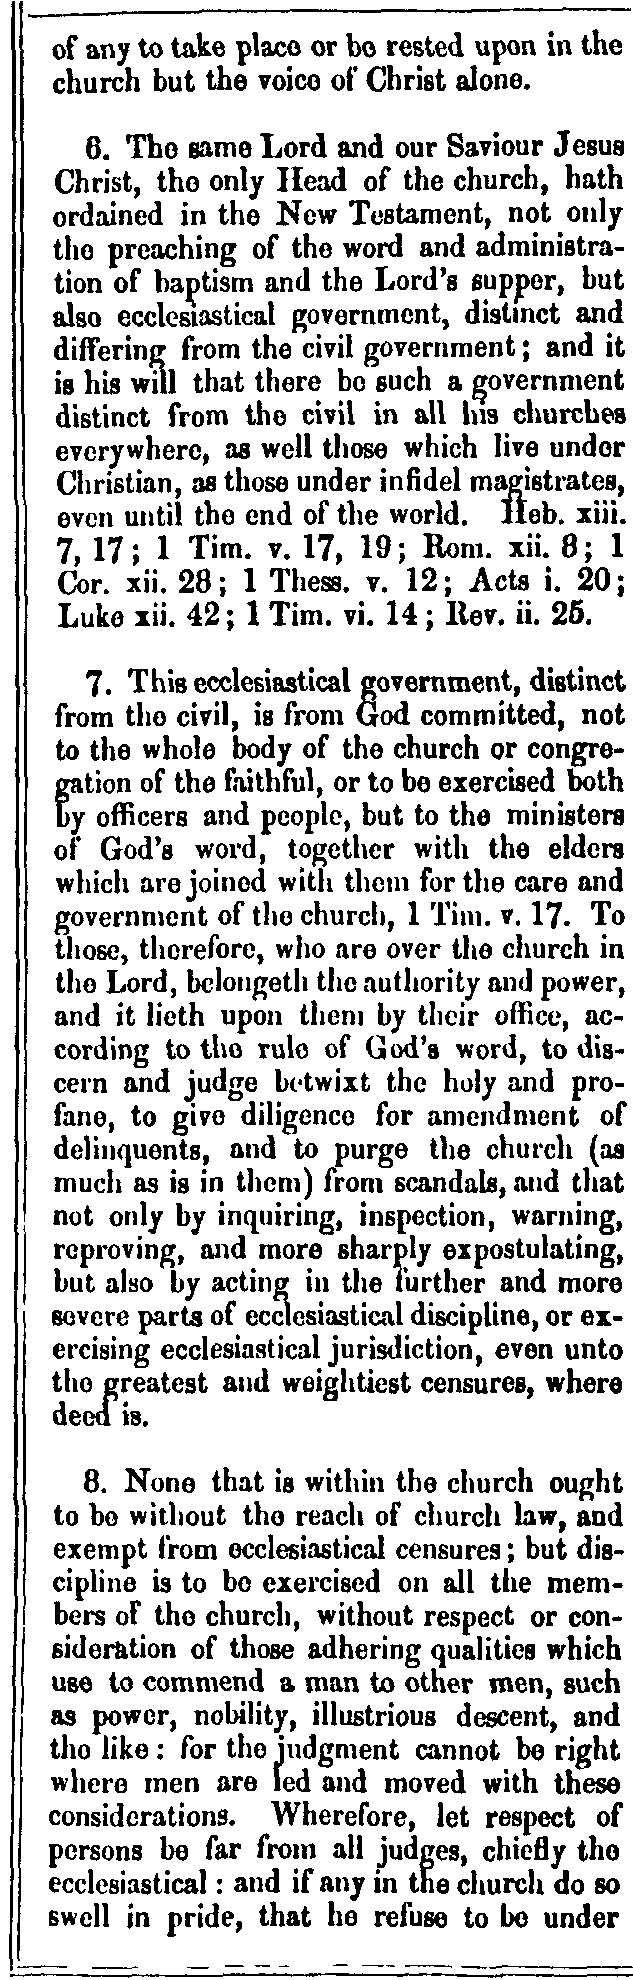 of any to take place or be rested upon in the
church but the voice of Christ alone.
6. The same Lord and our Saviour Jesus
Christ, the only Head of the church, hath
ordained in the New Testament, not only
the preaching of the word and administra-
tion of baptism and the Lord's supper, but
also ecclesiastical government, distinct and
differing from the civil government; and it
is his will that there be such a government
distinct from the civil in all his churches
everywhere, as well those which live under
Christian, as those under infidel magistrates,
even until the end of the world. Heb. xiii.
7, 17; 1 Tim. v. 17, 19; Rom. xii. 8; 1
Cor. xii. 28; 1 Thess. v. 12; Acts i. 20;
Luke xii. 42; 1 Tim. vi. 14; Rev. ii. 25.
7. This ecclesiastical government, distinct
from the civil, is from God committed, not
to the whole body of the church or congre-
gation of the faithful, or to be exercised both
by officers and people, but to the ministers
of God's word, together with the elders
which are joined with them for the care and
government of the church, 1 Tim. v. 17. To
those, therefore, who are over the church in
the Lord, belongeth the authority and power,
and it lieth upon them by their office, ac-
cording to the rule of God's word, to dis-
cern and judge betwixt the holy and pro-
fane, to give diligence for amendment of
delinquents, and to purge the church (as
much as is in them) from scandals, and that
not only by inquiring, inspection, warning,
reproving, and more sharply expostulating,
but also by acting in the further and more
severe parts of ecclesiastical discipline, or ex-
ercising ecclesiastical jurisdiction, even unto
the greatest and weightiest censures, where
deed is.
8. None that is within the church ought
to be without the reach of church law, and
exempt from ecclesiastical censures; but dis-
cipline is to be exercised on all the mem-
bers of the church, without respect or con-
sideration of those adhering qualities which
use to commend a man to other men, such
as power, nobility, illustrious descent, and
the like: for the judgment cannot be right
where men are led and moved with these
considerations. Wherefore, let respect of
persons be far from all judges, chiefly the
ecclesiastical: and if any in the church do so
swell in pride, that he refuse to be under